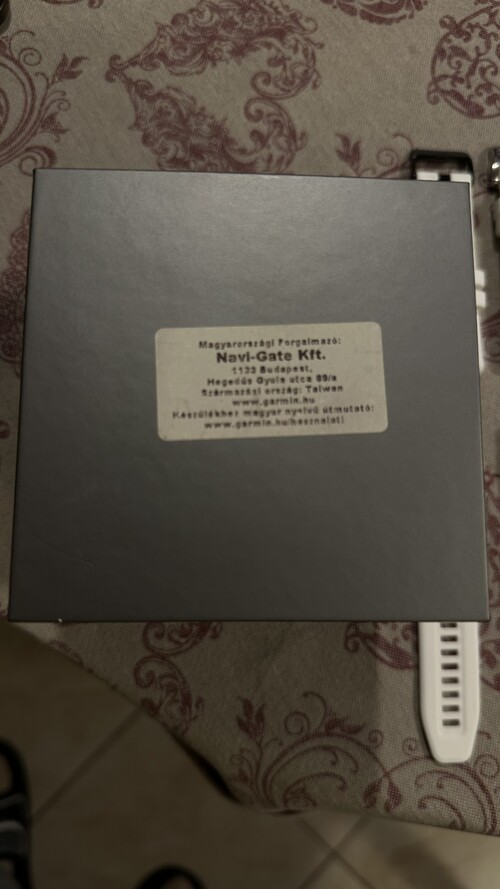 Magyarországi Forgalmazó:
Navi-Gate Kft.
1133 Budapest,
Hegedűs Gyula utca 89/a
Származási ország: Taiwan
www.garmin.hu
Készülékhez magyar nyelvű útmutató:
www.garmin.hu/hasznalati